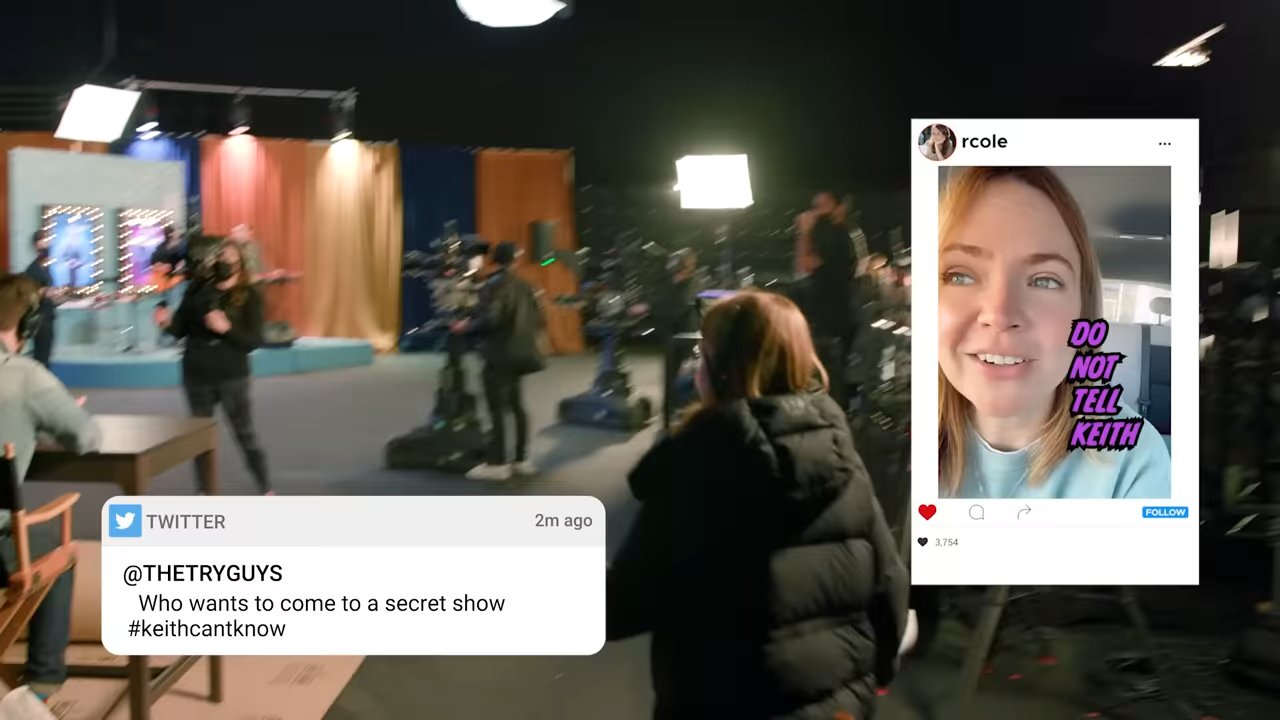 TWITTER
2m ago
@THETRYGUYS
Who wants to come to a secret show
#keithcantknow
rcole
DO
NOT
TELL
KEITH
FOLLOW
3,754